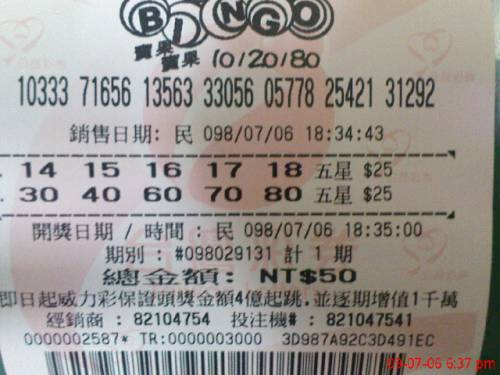 BINGO
賓果
賓果 10/20/80
10333 71656 13563 33056 05778 25421 31292
銷售日期: 民 098/07/06 18:34:43
. 14 15 16 17 18 五星 $25
. 30 40 60 70 80 五星 $25
開獎日期 / 時間 : 民 098/07/06 18:35:00
期別 : #098029131 計 1 期
總金額: NT$50
即日起威力彩保證頭獎金額4億起跳.並逐期增值1千萬
經銷商 : 82104754 投注機# : 821047541
0000002587* TR:0000003000 3D987A92C3D491EC
09-07-06 6:37 pm